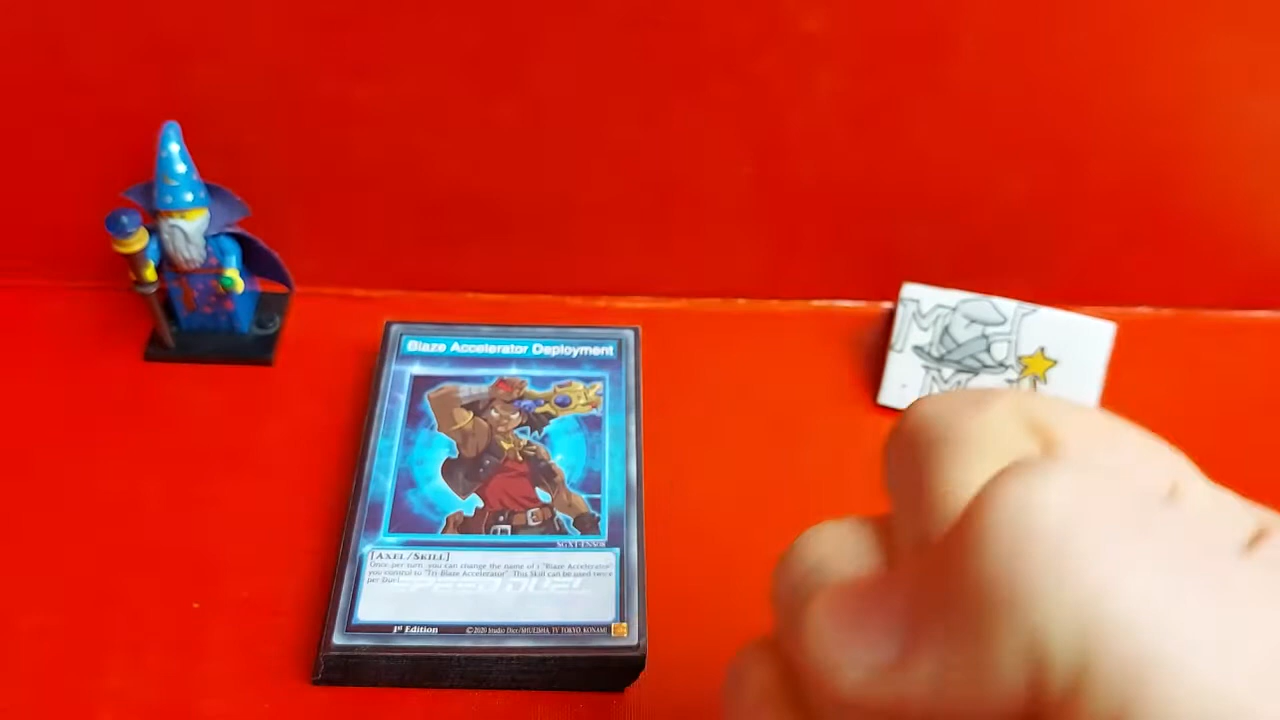 Blaze Accelerator Deployment
SGX1-ENS08
[AXEL/SKILL]
Once per turn, you can change the name of 1 "Blaze Accelerator"
you control to "Tri-Blaze Accelerator". This Skill can be used twice
per Duel.
SPEED DUEL
1st Edition
©2020 Studio Dice/SHUEISHA, TV TOKYO, KONAMI